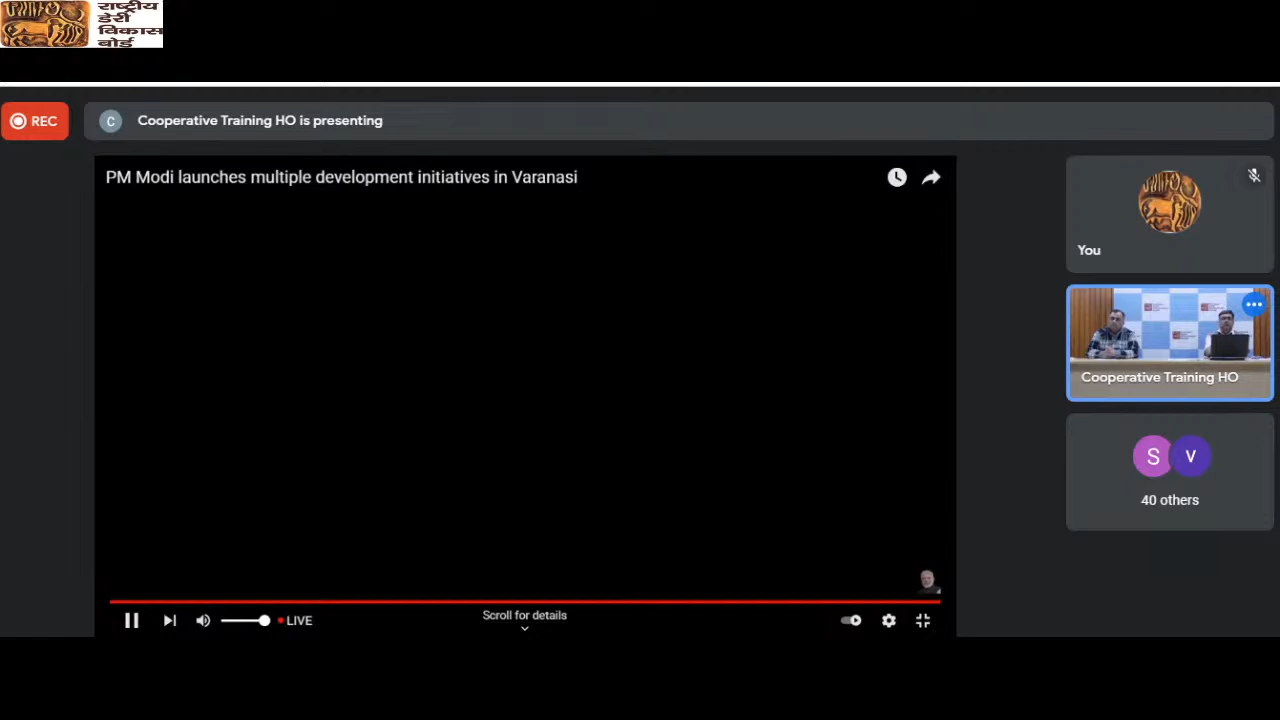 राष्ट्रीय
डेरी
विकास
बोर्ड
REC
C
Cooperative Training HO is presenting
PM Modi launches multiple development initiatives in Varanasi
You
Cooperative Training HO
S
V
40 others
Scroll for details
LIVE